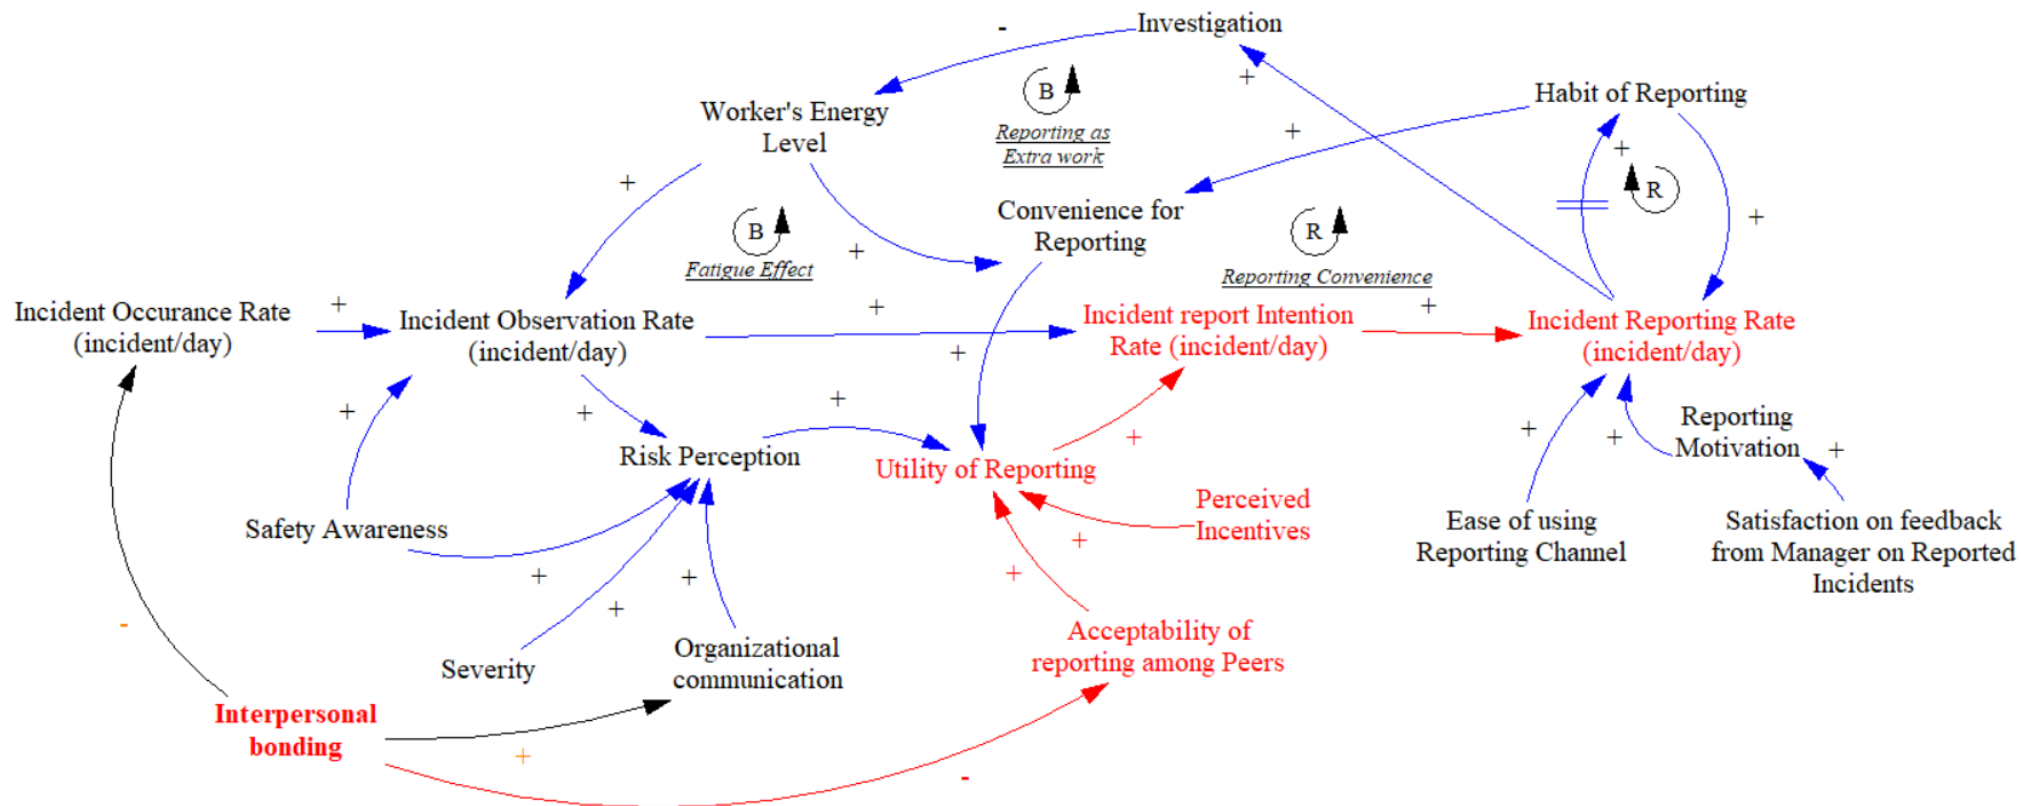 Investigation
-
+
B
Reporting as
Extra work
Habit of Reporting
+
+
R
+
Worker's Energy
Level
+
+
B
Fatigue Effect
Convenience for
Reporting
R
Reporting Convenience
Incident Occurance Rate
(incident/day)
+
Incident Observation Rate
(incident/day)
+
+
Incident report Intention
Rate (incident/day)
+
Incident Reporting Rate
(incident/day)
+
+
Risk Perception
+
Utility of Reporting
+
Perceived
Incentives
+
+
+
Reporting
Motivation
+
Safety Awareness
+
+
+
+
Ease of using
Reporting Channel
Satisfaction on feedback
from Manager on Reported
Incidents
-
Severity
Organizational
communication
Acceptability of
reporting among Peers
Interpersonal
bonding
+
-